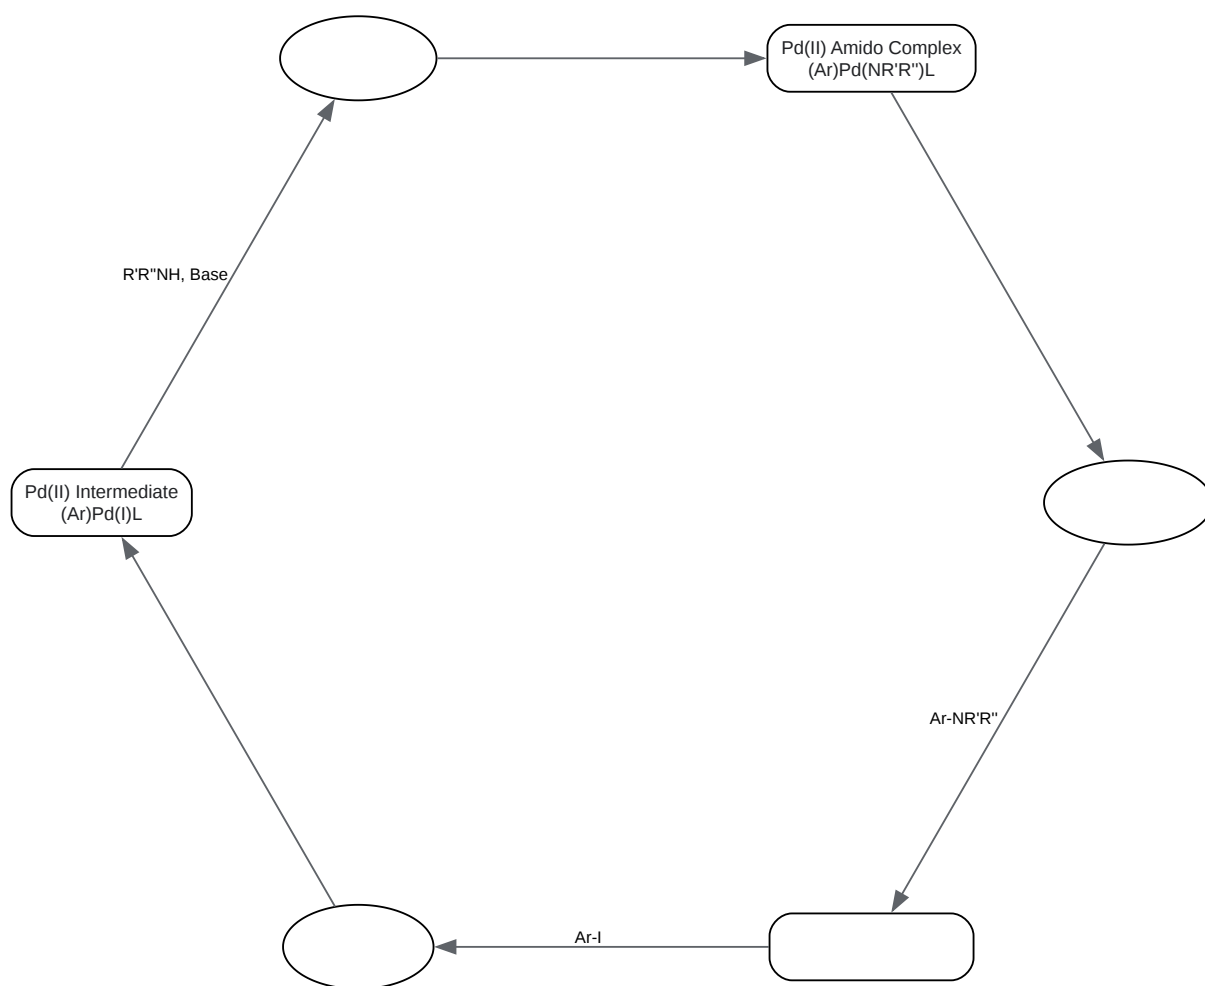 Pd(II) Amido Complex
(Ar)Pd(NR'R")L
R'R"NH, Base
Pd(II) Intermediate
(Ar)Pd(I)L
Ar-NR'R"
Ar-I